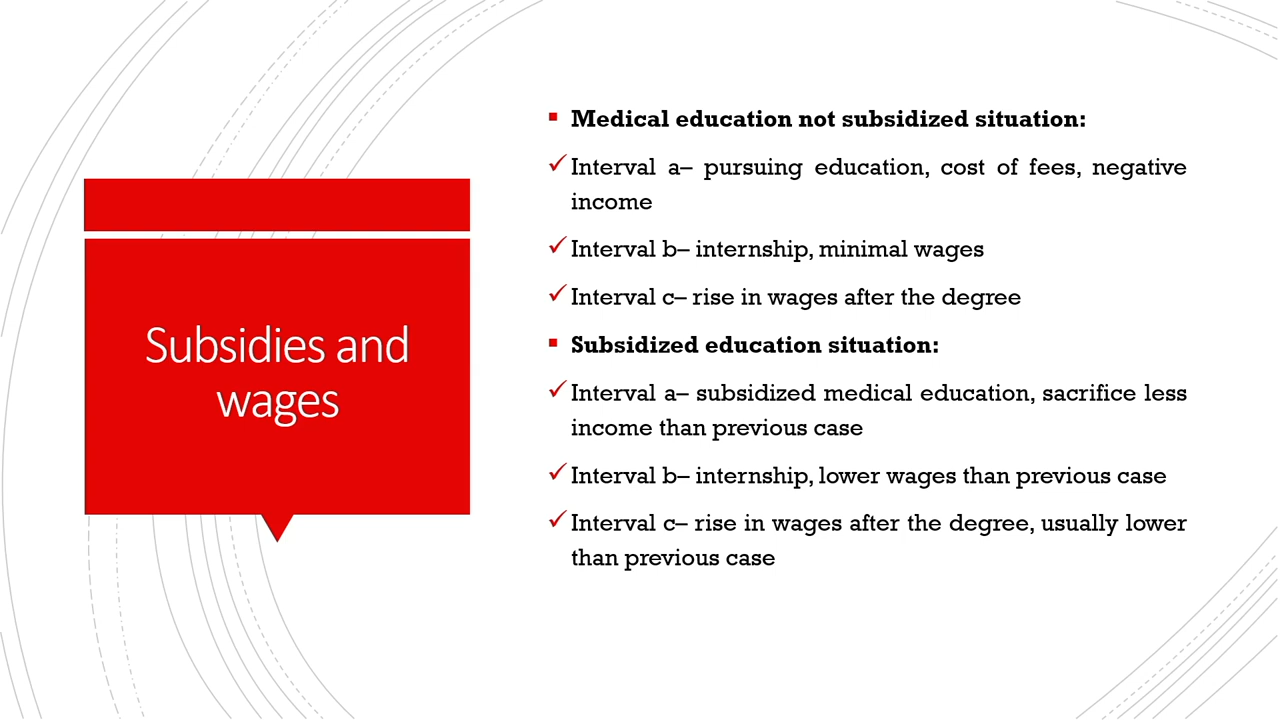 Subsidies and
wages
Medical education not subsidized situation:
Interval a– pursuing education, cost of fees, negative
income
Interval b– internship, minimal wages
Interval c– rise in wages after the degree
Subsidized education situation:
Interval a– subsidized medical education, sacrifice less
income than previous case
Interval b– internship, lower wages than previous case
Interval c– rise in wages after the degree, usually lower
than previous case